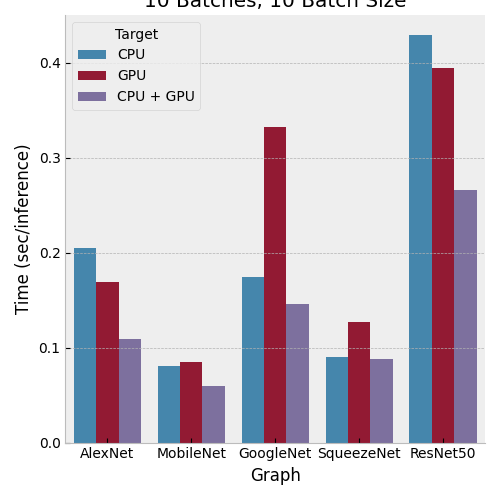 10 Batches, 10 Batch Size
Target
CPU
GPU
CPU + GPU
Time (sec/inference)
0.4
0.3
0.2
0.1
0.0
AlexNet MobileNet GoogleNet SqueezeNet ResNet50
Graph